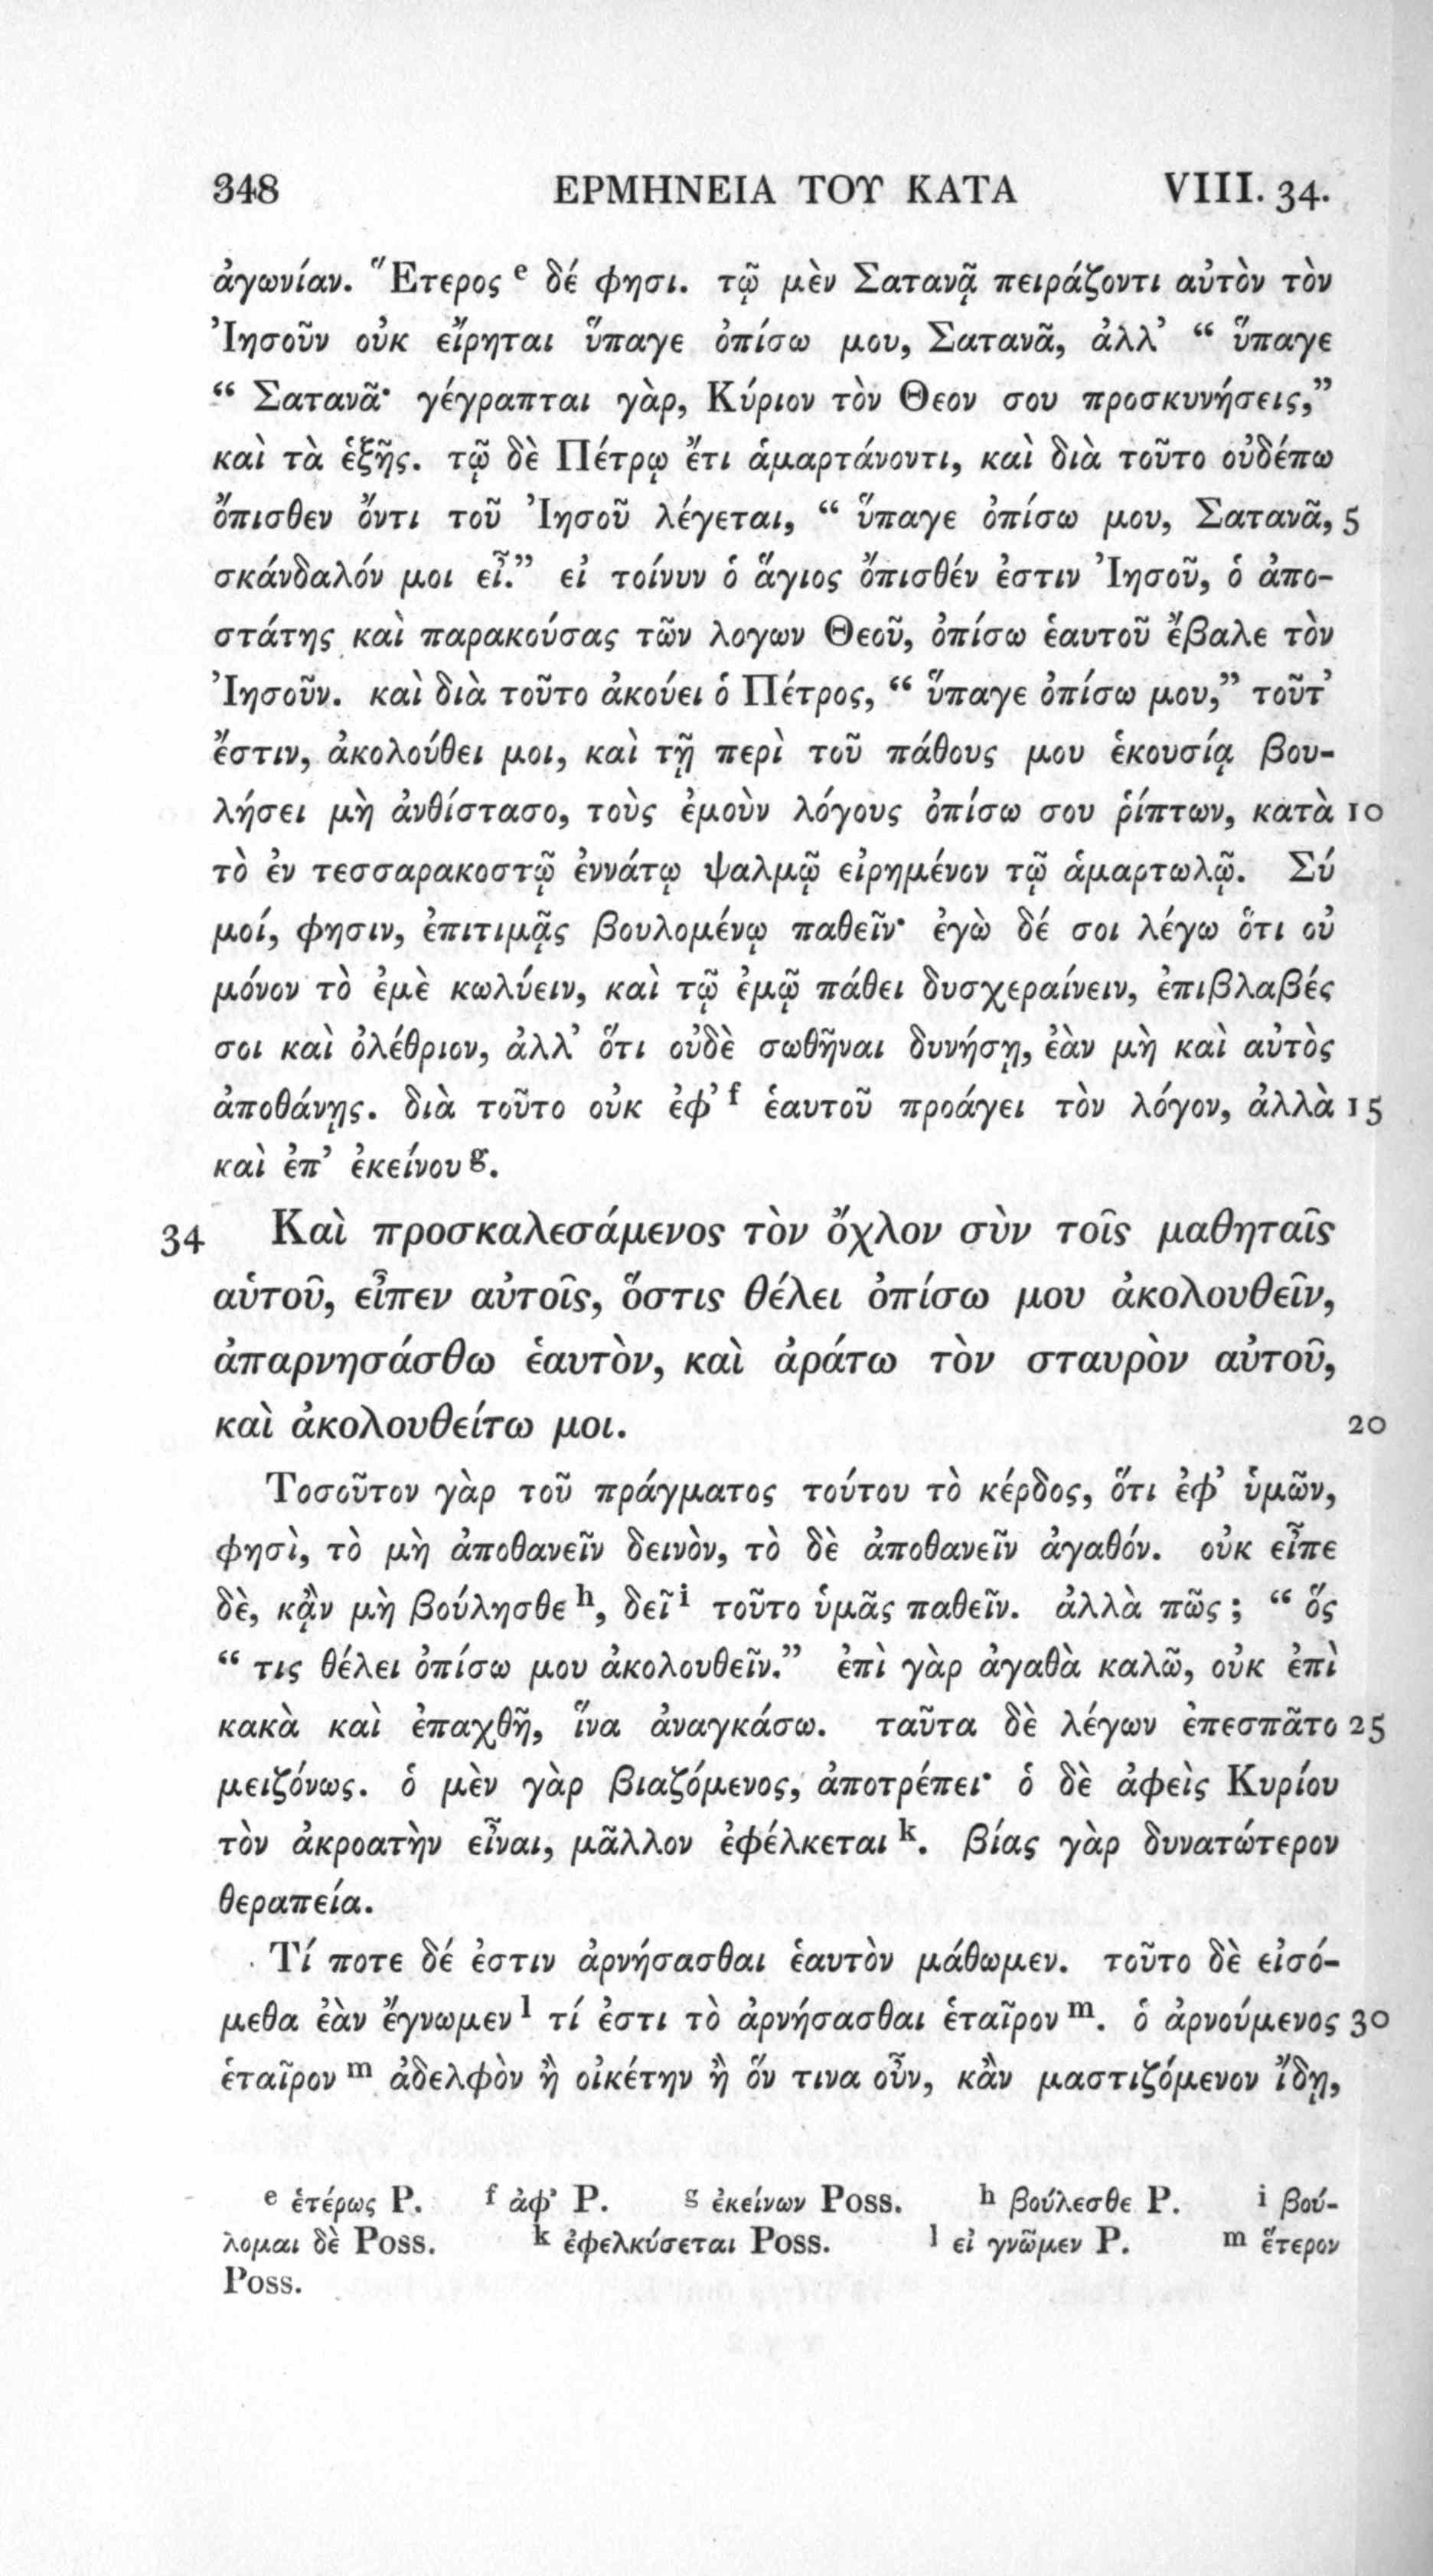 348 ΕΡΜΗΝΕΙΑ ΤΟΥ ΚΑΤΑ VIII. 34.
ἀγωνίαν. Ἕτερος e δέ φησι. τῷ μὲν Σατανᾷ πειράζοντι αὐτὸν τὸν
Ἰησοῦν οὐκ εἴρηται ὕπαγε ὀπίσω μου, Σατανᾶ, ἀλλ’ “ ὕπαγε
“ Σατανᾶ· γέγραπται γὰρ, Κύριον τὸν Θεον σου προσκυνήσεις,”
καὶ τὰ ἑξῆς. τῷ δὲ Πέτρῳ ἔτι ἁμαρτάνοντι, καὶ διὰ τοῦτο οὐδέπω
ὄπισθεν ὄντι τοῦ Ἰησοῦ λέγεται, “ ὕπαγε ὀπίσω μου, Σατανᾶ, 5
σκάνδαλόν μοι εἶ.” εἰ τοίνυν ὁ ἅγιος ὄπισθέν ἐστιν Ἰησοῦ, ὁ ἀπο-
στάτης καὶ παρακούσας τῶν λογων Θεοῦ, ὀπίσω ἑαυτοῦ ἔβαλε τὸν
Ἰησοῦν. καὶ διὰ τοῦτο ἀκούει ὁ Πέτρος, “ ὕπαγε ὀπίσω μου,” τοῦτ’
ἔστιν, ἀκολούθει μοι, καὶ τῇ περὶ τοῦ πάθους μου ἑκουσίᾳ βου-
λήσει μὴ ἀνθίστασο, τοὺς ἐμοὺν λόγους ὀπίσω σου ῥίπτων, κατὰ 10
τὸ ἐν τεσσαρακοστῷ ἐννάτῳ ψαλμῷ εἰρημένον τῷ ἁμαρτωλῷ. Σύ
μοί, φησιν, ἐπιτιμᾷς βουλομένῳ παθεῖν· ἐγὼ δέ σοι λέγω ὅτι οὐ
μόνον τὸ ἐμὲ κωλύειν, καὶ τῷ ἐμῷ πάθει δυσχεραίνειν, ἐπιβλαβές
σοι καὶ ὀλέθριον, ἀλλ’ ὅτι οὐδὲ σωθῆναι δυνήσῃ, ἐὰν μὴ καὶ αὐτὸς
ἀποθάνῃς. διὰ τοῦτο οὐκ ἐφ’ f ἑαυτοῦ προάγει τὸν λόγον, ἀλλὰ 15
καὶ ἐπ’ ἐκείνου g.
34 Καὶ προσκαλεσάμενος τὸν ὄχλον σὺν τοῖς μαθηταῖς
αὑτοῦ, εἶπεν αὐτοῖς, ὅστις θέλει ὀπίσω μου ἀκολουθεῖν,
ἀπαρνησάσθω ἑαυτὸν, καὶ ἀράτω τὸν σταυρὸν αὐτοῦ,
καὶ ἀκολουθείτω μοι. 20
Τοσοῦτον γὰρ τοῦ πράγματος τούτου τὸ κέρδος, ὅτι ἐφ’ ὑμῶν,
φησὶ, τὸ μὴ ἀποθανεῖν δεινὸν, τὸ δὲ ἀποθανεῖν ἀγαθόν. οὐκ εἶπε
δὲ, κᾂν μὴ βούλησθε h, δεῖ i τοῦτο ὑμᾶς παθεῖν. ἀλλὰ πῶς ; “ ὅς
“ τις θέλει ὀπίσω μου ἀκολουθεῖν.” ἐπὶ γὰρ ἀγαθὰ καλῶ, οὐκ ἐπὶ
κακὰ καὶ ἐπαχθῆ, ἵνα ἀναγκάσω. ταῦτα δὲ λέγων ἐπεσπᾶτο 25
μειζόνως. ὁ μὲν γὰρ βιαζόμενος, ἀποτρέπει· ὁ δὲ ἀφεὶς Κυρίου
τὸν ἀκροατὴν εἶναι, μᾶλλον ἐφέλκεται k. βίας γὰρ δυνατώτερον
θεραπεία.
Τί ποτε δέ ἐστιν ἀρνήσασθαι ἑαυτὸν μάθωμεν. τοῦτο δὲ εἰσό-
μεθα ἐὰν ἔγνωμεν l τί ἐστι τὸ ἀρνήσασθαι ἑταῖρον m. ὁ ἀρνούμενος 30
ἑταῖρον m ἀδελφὸν ἢ οἰκέτην ἢ ὅν τινα οὖν, κἂν μαστιζόμενον ἴδῃ,
e ἑτέρως P. f ἀφ’ P. g ἐκείνων Poss. h βούλεσθε P. i βού-
λομαι δὲ Poss. k ἐφελκύσεται Poss. l εἰ γνῶμεν P. m ἕτερον
Poss.